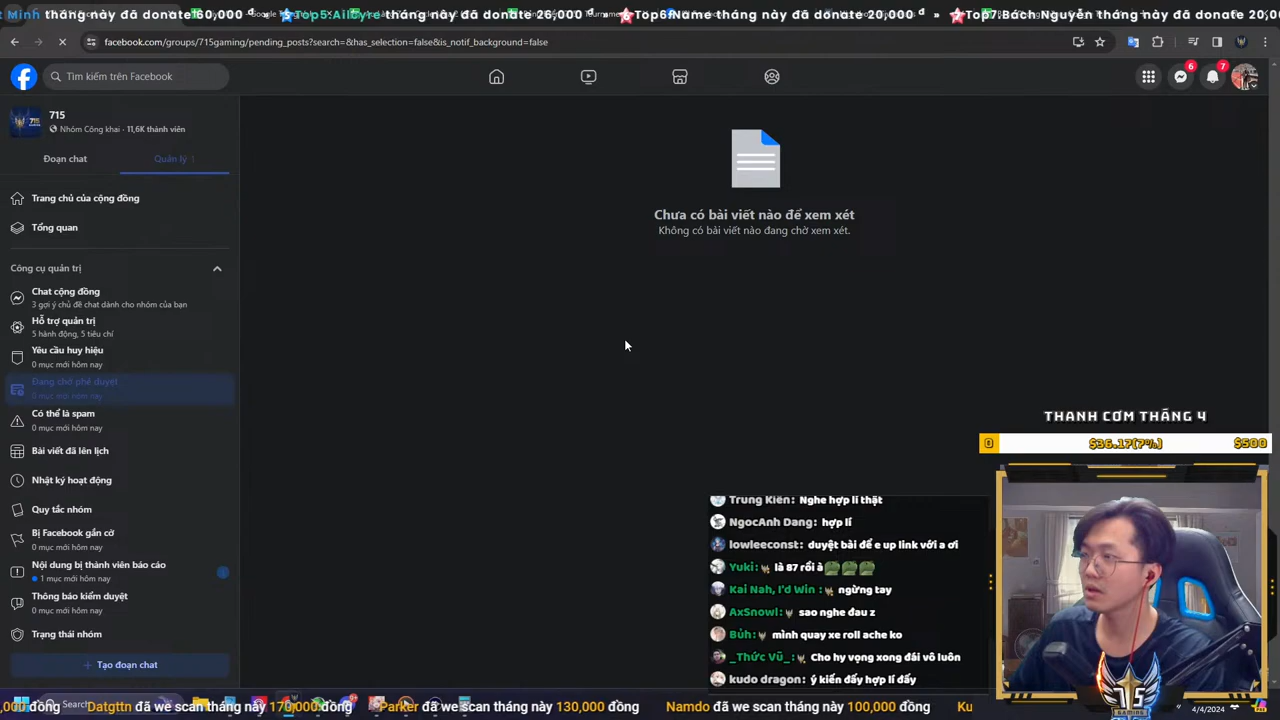 Minh tháng này đã donate 60,000 đ Top5:Ailbyre tháng này đã donate 26,000 đ Top6:Namdo tháng này đã donate 20,000 đ » Top7:Bách Nguyễn tháng này đã donate 20,00
facebook.com/groups/715gaming/pending_posts?search=&has_selection=false&is_notif_background=false
Tìm kiếm trên Facebook
6
7
715
Nhóm Công khai · 11,6K thành viên
Đoạn chat
Quản lý
Trang chủ của cộng đồng
Tổng quan
Công cụ quản trị
Chat cộng đồng
3 gợi ý chủ đề chat dành cho nhóm của bạn
Hỗ trợ quản trị
5 hành động, 5 tiêu chí
Yêu cầu huy hiệu
0 mục mới hôm nay
Đang chờ phê duyệt
0 mục mới hôm nay
Có thể là spam
0 mục mới hôm nay
Bài viết đã lên lịch
Nhật ký hoạt động
Quy tắc nhóm
Bị Facebook gắn cờ
0 mục mới hôm nay
Nội dung bị thành viên báo cáo
1 mục mới hôm nay
Thông báo kiểm duyệt
0 mục mới hôm nay
Trạng thái nhóm
+ Tạo đoạn chat
Chưa có bài viết nào để xem xét
Không có bài viết nào đang chờ xem xét.
THANH CƠM THÁNG 4
0 $36.17(7%) $500
Trung Kiên: Nghe hợp lí thật
NgocAnh Dang: hợp lí
lowleeconst: duyệt bài để e up link với a ơi
Yuki: là 87 rồi à
Kai Nah, I'd Win : ngừng tay
AxSnowl: sao nghe đau z
Bủh: mình quay xe roll ache ko
_Thức Vũ_: Cho hy vọng xong đái vô luôn
kudo dragon: ý kiến đấy hợp lí đấy
715
GAMING
Search
,000 đồng Datgttn đã we scan tháng này 170,000 đồng Parker đã we scan tháng này 130,000 đồng Namdo đã we scan tháng này 100,000 đồng Ku
4/4/2024